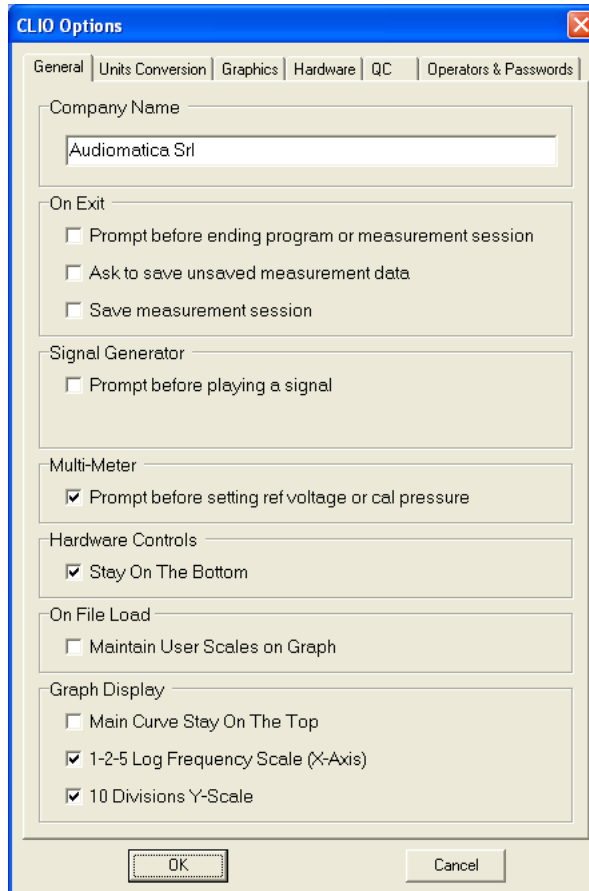 CLIO Options
General Units Conversion Graphics Hardware QC Operators & Passwords
Company Name
Audiomatica Srl
On Exit
Prompt before ending program or measurement session
Ask to save unsaved measurement data
Save measurement session
Signal Generator
Prompt before playing a signal
Multi-Meter
Prompt before setting ref voltage or cal pressure
Hardware Controls
Stay On The Bottom
On File Load
Maintain User Scales on Graph
Graph Display
Main Curve Stay On The Top
1-2-5 Log Frequency Scale (X-Axis)
10 Divisions Y-Scale
OK Cancel